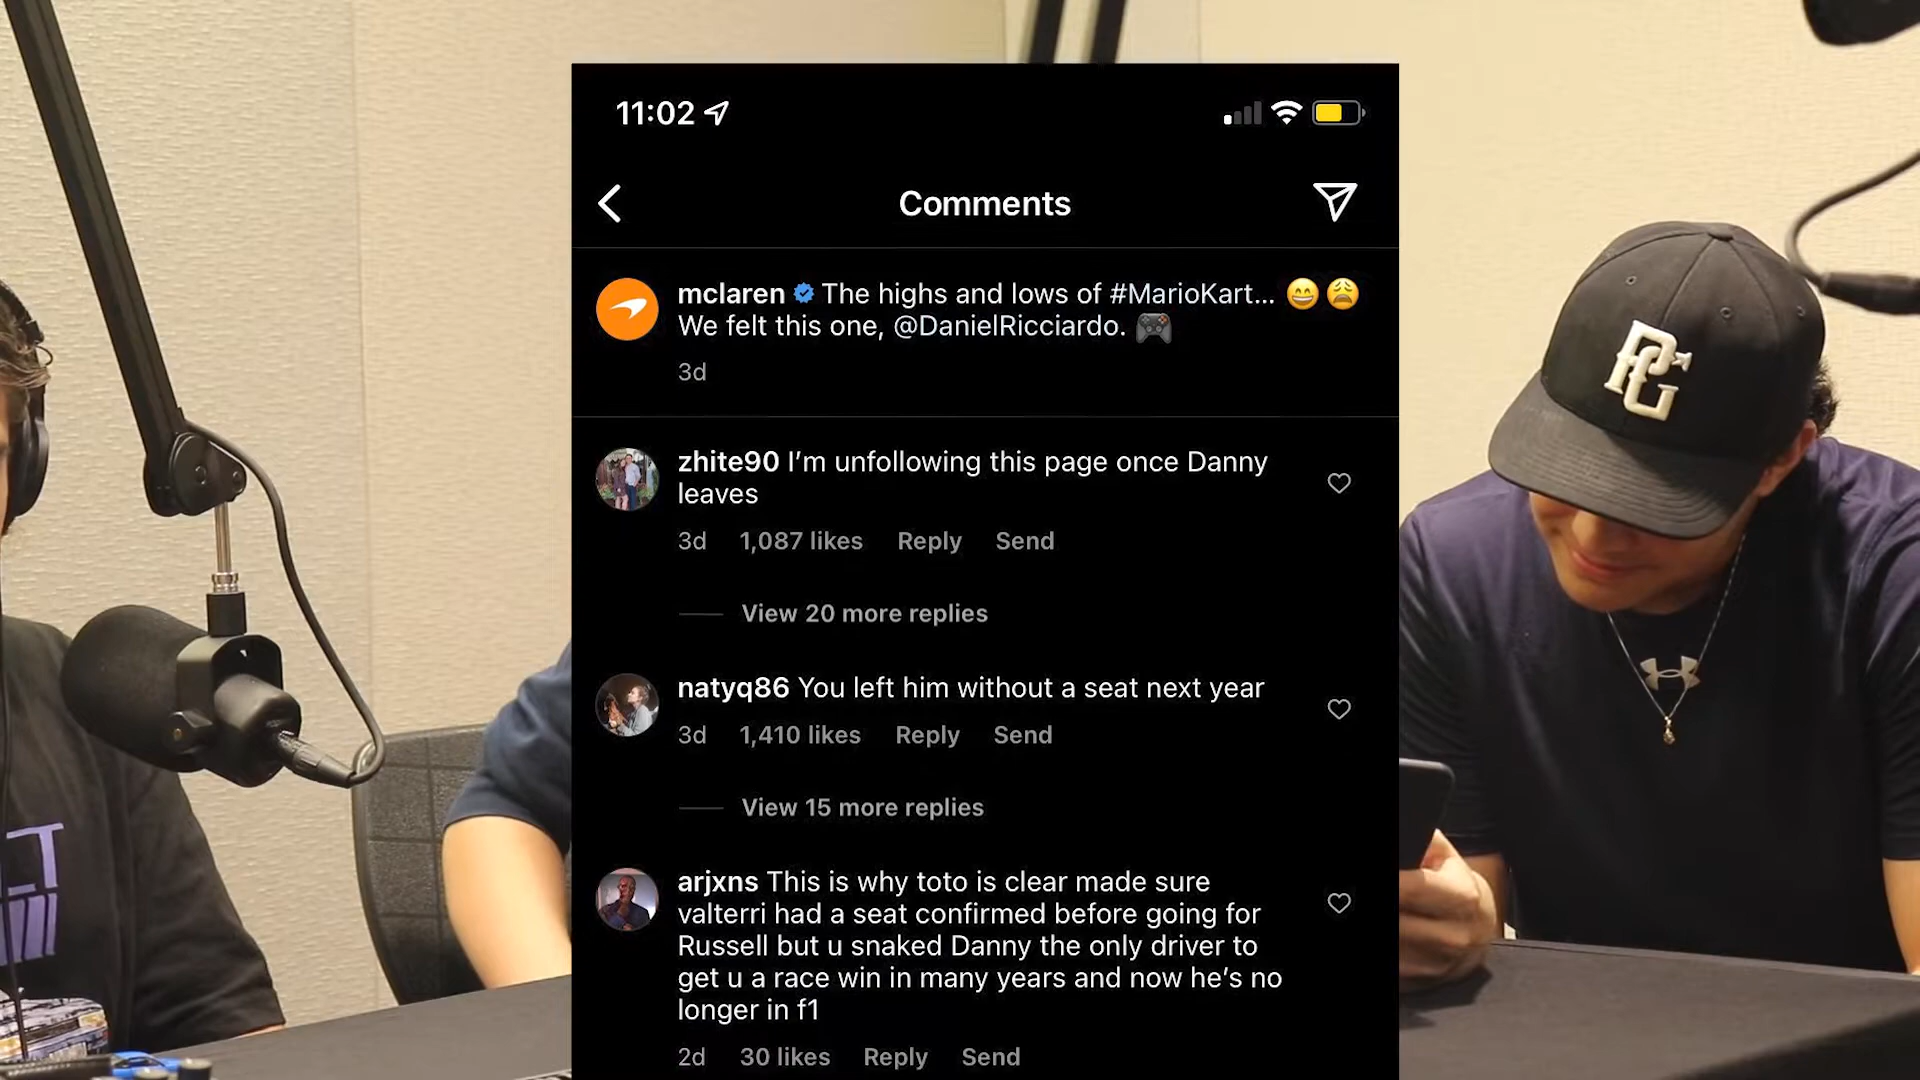 11:02
Comments
mclaren The highs and lows of #MarioKart... 😄 😩
We felt this one, @DanielRicciardo. 🎮
3d
zhite90 I’m unfollowing this page once Danny
leaves
3d 1,087 likes Reply Send
View 20 more replies
natyq86 You left him without a seat next year
3d 1,410 likes Reply Send
View 15 more replies
arjxns This is why toto is clear made sure
valterri had a seat confirmed before going for
Russell but u snaked Danny the only driver to
get u a race win in many years and now he’s no
longer in f1
2d 30 likes Reply Send
PG